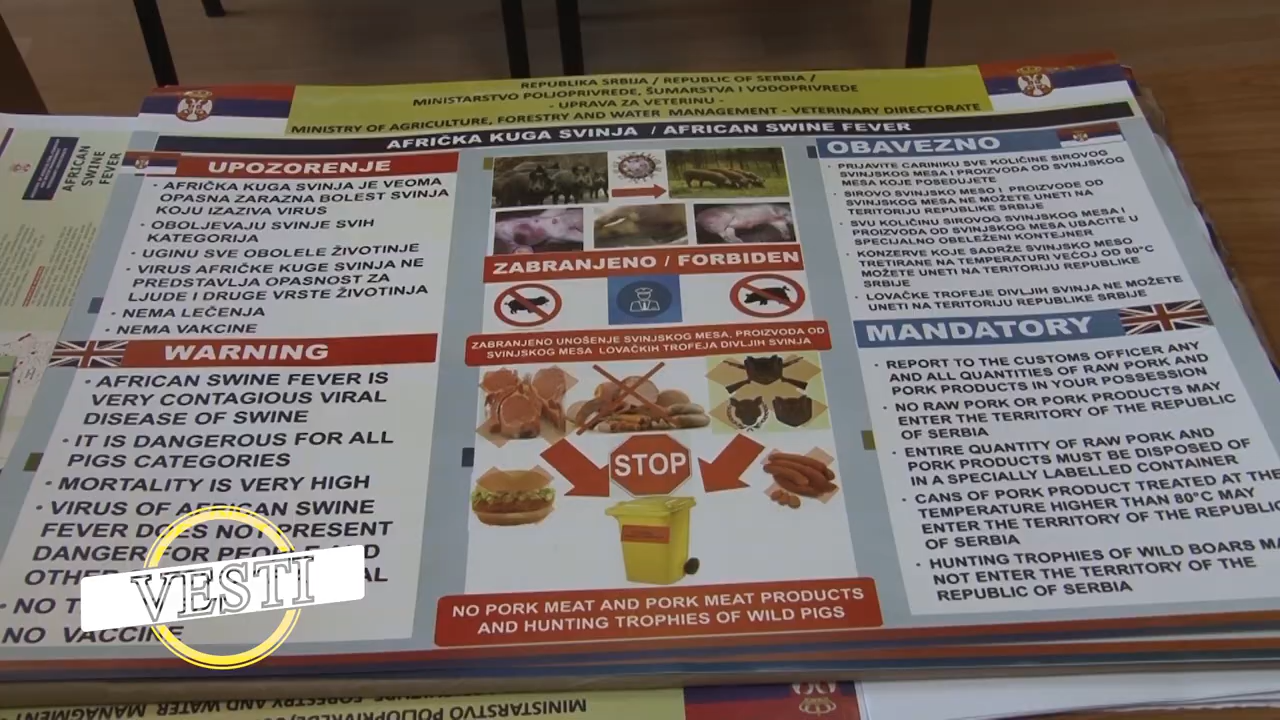 REPUBLIKA SRBIJA / REPUBLIC OF SERBIA /
MINISTARSTVO POLJOPRIVREDE, ŠUMARSTVA I VODOPRIVREDE
- UPRAVA ZA VETERINU -
MINISTRY OF AGRICULTURE, FORESTRY AND WATER MANAGEMENT - VETERINARY DIRECTORATE
AFRIČKA KUGA SVINJA / AFRICAN SWINE FEVER
AFRICAN
SWINE
FEVER
UPOZORENJE
• AFRIČKA KUGA SVINJA JE VEOMA
OPASNA ZARAZNA BOLEST SVINJA
KOJU IZAZIVA VIRUS
• OBOLJEVAJU SVINJE SVIH
KATEGORIJA
• UGINU SVE OBOLELE ŽIVOTINJE
• VIRUS AFRIČKE KUGE SVINJA NE
PREDSTAVLJA OPASNOST ZA
LJUDE I DRUGE VRSTE ŽIVOTINJA
• NEMA LEČENJA
• NEMA VAKCINE
WARNING
• AFRICAN SWINE FEVER IS
VERY CONTAGIOUS VIRAL
DISEASE OF SWINE
• IT IS DANGEROUS FOR ALL
PIGS CATEGORIES
• MORTALITY IS VERY HIGH
• VIRUS OF AFRICAN SWINE
FEVER DOES NOT PRESENT
DANGER FOR PEOPLE AND
• NO
NO VACCINE
VESTI
ZABRANJENO / FORBIDEN
ZABRANJENO UNOŠENJE SVINJSKOG MESA, PROIZVODA OD
SVINJSKOG MESA LOVAČKIH TROFEJA DIVLJIH SVINJA
STOP
NO PORK MEAT AND PORK MEAT PRODUCTS
AND HUNTING TROPHIES OF WILD PIGS
OBAVEZNO
• PRIJAVITE CARINIKU SVE KOLIČINE SIROVOG
SVINJSKOG MESA I PROIZVODA OD SVINJSKOG
MESA KOJE POSEDUJETE
• SIROVO SVINJSKO MESO I PROIZVODE OD
SVINJSKOG MESA NE MOŽETE UNETI NA
TERITORIJU REPUBLIKE SRBIJE
• SVU KOLIČINU SIROVOG SVINJSKOG MESA I
PROIZVODA OD SVINJSKOG MESA UBACITE U
SPECIJALNO OBELEŽENI KONTEJNER
• KONZERVE KOJE SADRŽE SVINJSKO MESO
TRETIRANE NA TEMPERATURI VEĆOJ OD 80°C
MOŽETE UNETI NA TERITORIJU REPUBLIKE
SRBIJE
• LOVAČKE TROFEJE DIVLJIH SVINJA NE MOŽETE
UNETI NA TERITORIJU REPUBLIKE SRBIJE
MANDATORY
• REPORT TO THE CUSTOMS OFFICER ANY
AND ALL QUANTITIES OF RAW PORK AND
PORK PRODUCTS IN YOUR POSSESSION
• NO RAW PORK OR PORK PRODUCTS MAY
ENTER THE TERRITORY OF THE REPUBLIC
OF SERBIA
• ENTIRE QUANTITY OF RAW PORK AND
PORK PRODUCTS MUST BE DISPOSED OF
IN A SPECIALLY LABELLED CONTAINER
• CANS OF PORK PRODUCT TREATED AT THE
TEMPERATURE HIGHER THAN 80°C MAY
ENTER THE TERRITORY OF THE REPUBLIC
OF SERBIA
• HUNTING TROPHIES OF WILD BOARS MA
NOT ENTER THE TERRITORY OF THE
REPUBLIC OF SERBIA
MINISTARSTVO POLJOPRIVREDE
FORESTRY AND WATER MANAGMENT